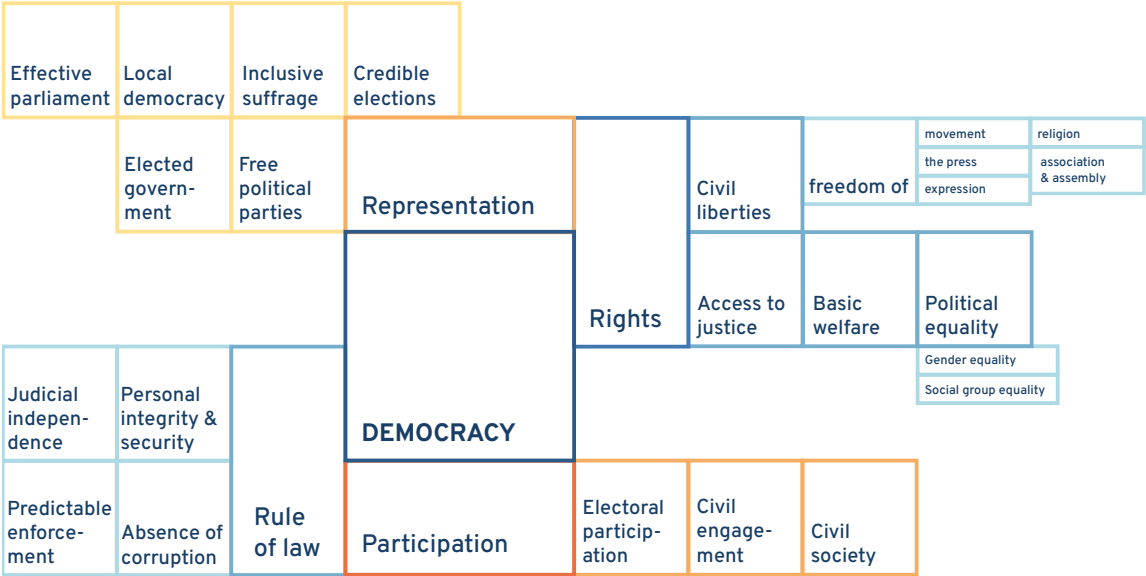 Effective
parliament
Local
democracy
Inclusive
suffrage
Credible
elections
Elected
govern-
ment
Free
political
parties
Representation
Civil
liberties
freedom of
movement
the press
expression
religion
association
& assembly
Rights
Access to
justice
Basic
welfare
Political
equality
Gender equality
Social group equality
DEMOCRACY
Judicial
indepen-
dence
Personal
integrity &
security
Predictable
enforce-
ment
Absence of
corruption
Rule
of law
Participation
Electoral
particip-
ation
Civil
engage-
ment
Civil
society